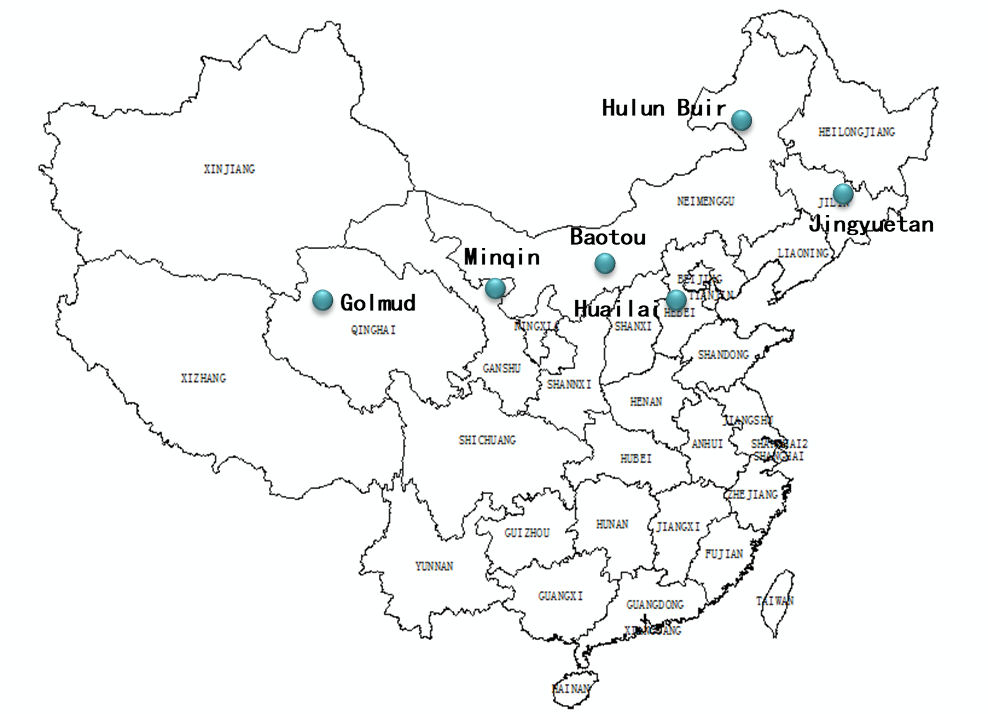 Hulun Buir
HEILONGJIANG
XINJIANG
NEIMENGGU
JILIN
Jingyuetan
Baotou
LIAONING
Minqin
BEIJING
TIANJIN
Golmud
Huailai
HEBEI
QINGHAI
NINGXIA
SHANXI
SHANDONG
GANSHU
XIZHANG
SHANNXI
HENAN
JIANGSHU
SHICHUANG
ANHUI
SHANGHAI2
SHANGHAI
HUBEI
ZHEJIANG
HUNAN
JIANGXI
GUIZHOU
FUJIAN
YUNNAN
GUANGXI
TAIWAN
GUANGDONG
HAINAN